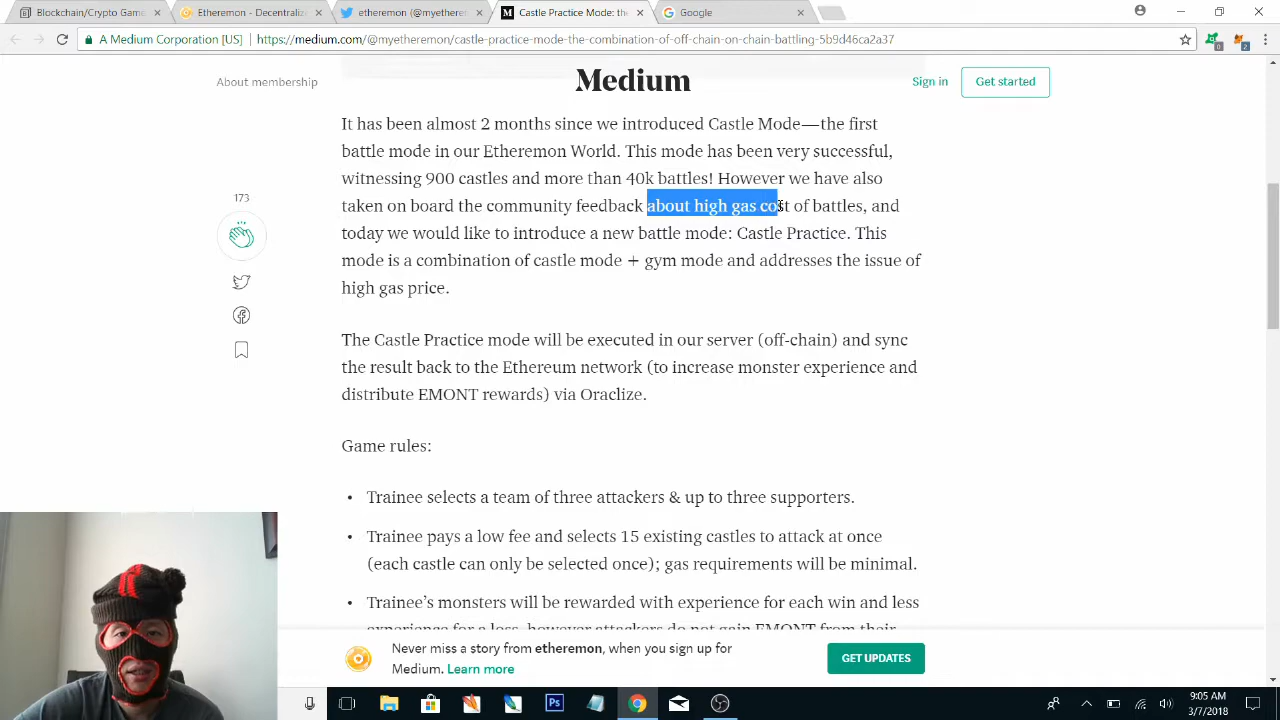 Blockchain/Crypto Gamin
Etheremon - Decentraliz
etheremon (@myethere
Castle Practice Mode: the
Google
A Medium Corporation [US]
https://medium.com/@myetheremon/castle-practice-mode-the-combination-of-off-chain-on-chain-battling-5b9d46ca2a37
2
About membership
Medium
Sign in
Get started
It has been almost 2 months since we introduced Castle Mode—the first
battle mode in our Etheremon World. This mode has been very successful,
witnessing 900 castles and more than 40k battles! However we have also
taken on board the community feedback about high gas cost of battles, and
today we would like to introduce a new battle mode: Castle Practice. This
mode is a combination of castle mode + gym mode and addresses the issue of
high gas price.
173
The Castle Practice mode will be executed in our server (off-chain) and sync
the result back to the Ethereum network (to increase monster experience and
distribute EMONT rewards) via Oraclize.
Game rules:
• Trainee selects a team of three attackers & up to three supporters.
• Trainee pays a low fee and selects 15 existing castles to attack at once
(each castle can only be selected once); gas requirements will be minimal.
• Trainee's monsters will be rewarded with experience for each win and less
experience for a loss, however attackers do not gain EMONT from their
Never miss a story from etheremon, when you sign up for
Medium. Learn more
GET UPDATES
9:05 AM
3/7/2018